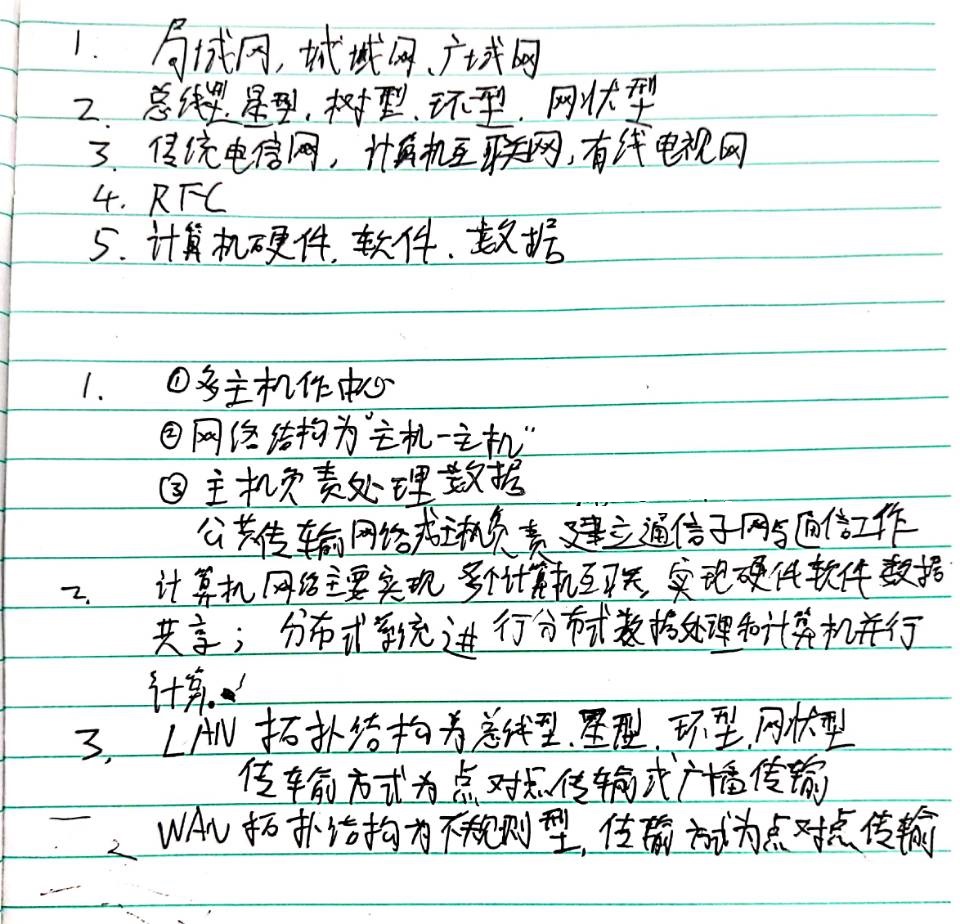 1. 局域网,城域网、广域网
2. 总线型.星型.树型.环型.网状型
3. 传统电信网,计算机互联网,有线电视网
4. RFC
5. 计算机硬件.软件.数据
1. ①多主机作中心
②网络结构为"主机-主机"
③主机负责处理数据
公共传输网络或主机负责建立通信子网与通信工作
2. 计算机网络主要实现多个计算机互联,实现硬件软件数据
共享;分布式系统进行分布式数据处理和计算机并行
计算。
3, LAN拓扑结构为总线型.星型.环型.网状型
传输方式为点对点传输或广播传输
WAN拓扑结构为不规则型,传输方式为点对点传输